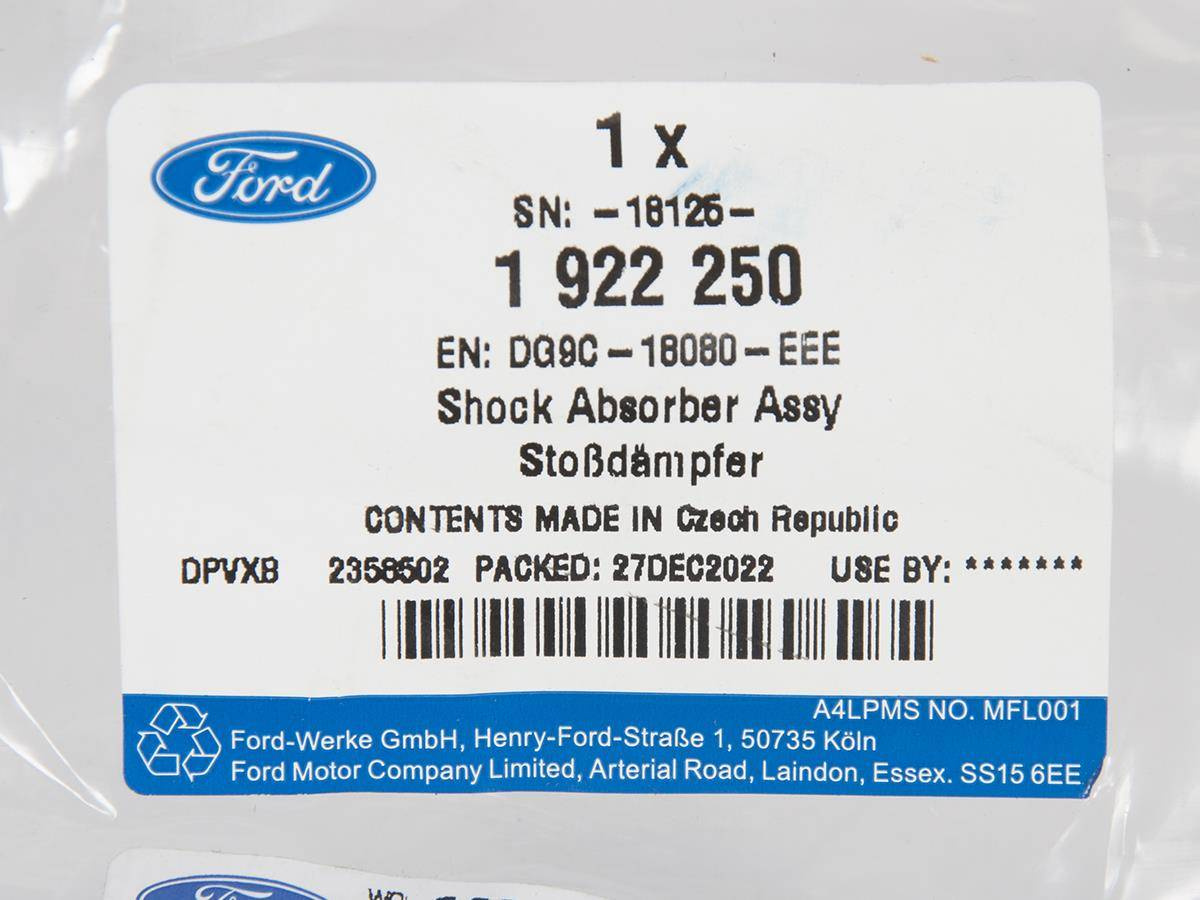 Ford
1 x
SN: -18125-
1 922 250
EN: DG9C-18080-EEE
Shock Absorber Assy
Stoßdämpfer
CONTENTS MADE IN Czech Republic
DPVXB 2358502 PACKED: 27DEC2022 USE BY: *******
A4LPMS NO. MFL001
Ford-Werke GmbH, Henry-Ford-Straße 1, 50735 Köln
Ford Motor Company Limited, Arterial Road, Laindon, Essex. SS15 6EE
Ford